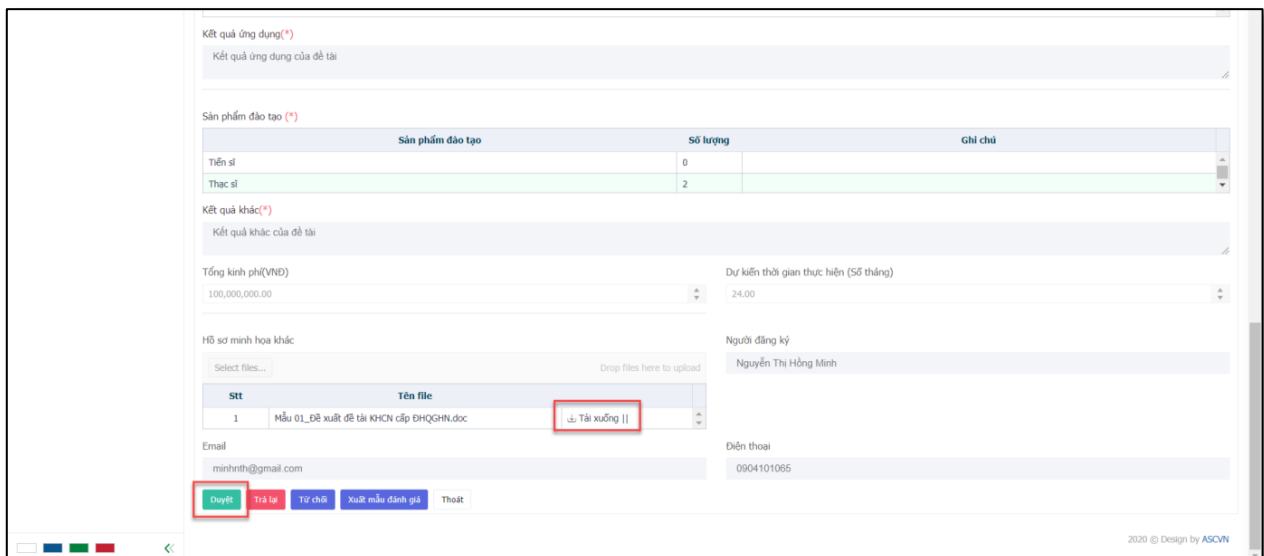 Kết quả ứng dụng(*)
Kết quả ứng dụng của đề tài
Sản phẩm đào tạo (*)
Sản phẩm đào tạo Số lượng Ghi chú
Tiến sĩ 0
Thạc sĩ 2
Kết quả khác(*)
Kết quả khác của đề tài
Tổng kinh phí(VNĐ) Dự kiến thời gian thực hiện (Số tháng)
100,000,000.00 24.00
Hồ sơ minh họa khác Người đăng ký
Select files... Drop files here to upload Nguyễn Thị Hồng Minh
Stt Tên file
1 Mẫu 01_Đề xuất đề tài KHCN cấp ĐHQGHN.doc Tải xuống ||
Email Điện thoại
minhnth@gmail.com 0904101065
Duyệt Trả lại Từ chối Xuất mẫu đánh giá Thoát
2020 © Design by ASCVN